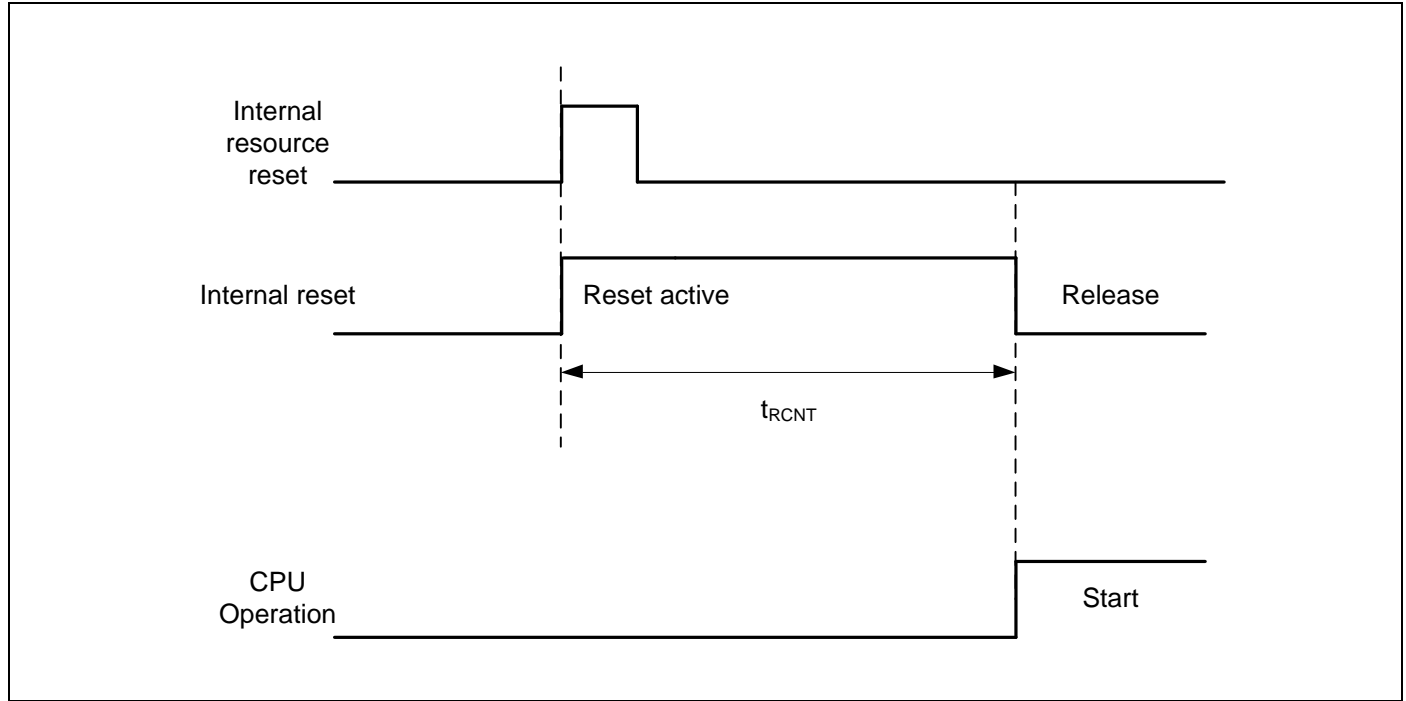 Internal
resource
reset
Internal reset
Reset active
Release
tRCNT
CPU
Operation
Start